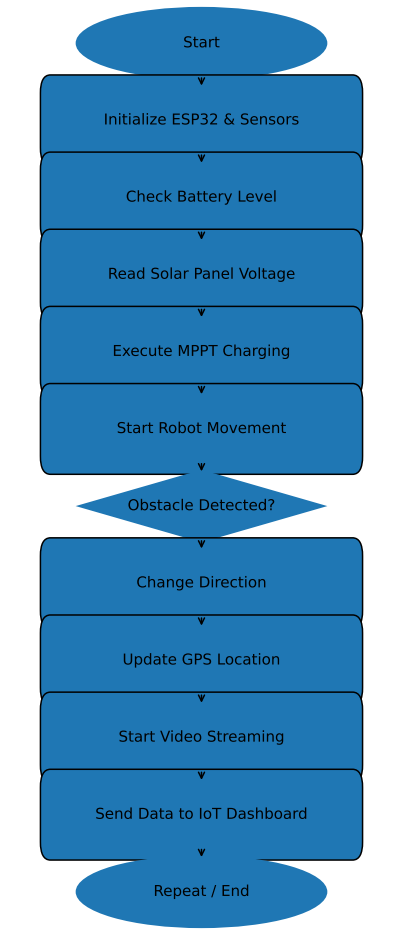 Start
Initialize ESP32 & Sensors
Check Battery Level
Read Solar Panel Voltage
Execute MPPT Charging
Start Robot Movement
Obstacle Detected?
Change Direction
Update GPS Location
Start Video Streaming
Send Data to IoT Dashboard
Repeat / End